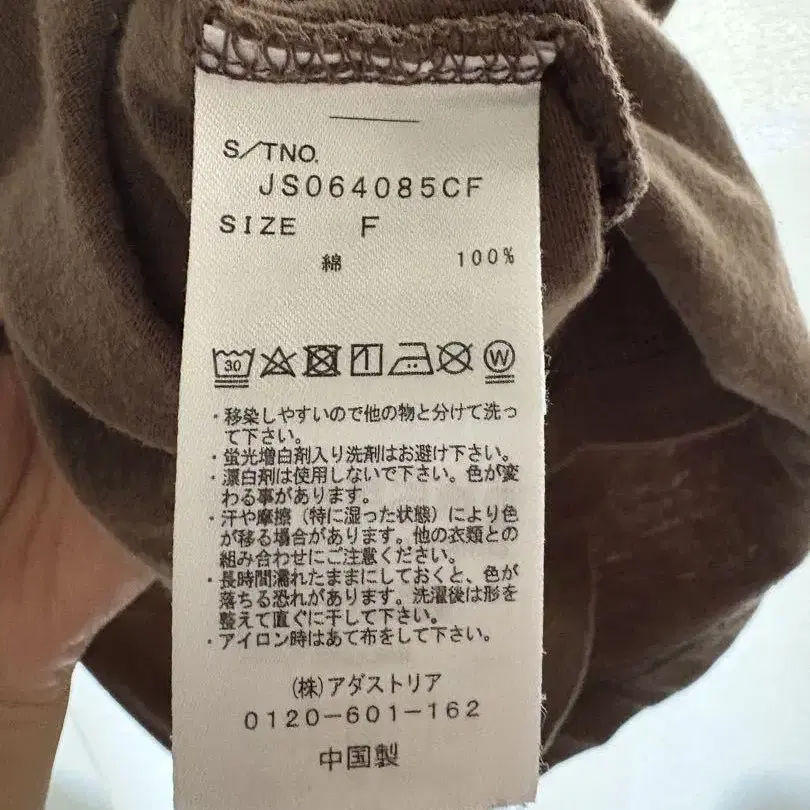 S/TNO.
JS064085CF
SIZE F
綿 100%
30 W
・移染しやすいので他の物と分けて洗っ
て下さい。
・蛍光増白剤入り洗剤はお避け下さい。
・漂白剤は使用しないで下さい。色が変
わる事があります。
・汗や摩擦（特に湿った状態）により色
が移る場合があります。他の衣類との
組み合わせにご注意ください。
・長時間濡れたままにしておくと、色が
落ちる恐れがあります。洗濯後は形を
整えて直ぐに干して下さい。
・アイロン時はあて布をして下さい。
(株)アダストリア
0120-601-162
中国製